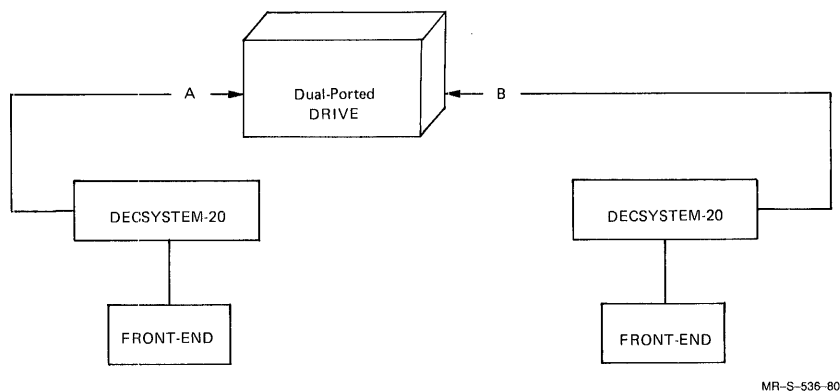 A
Dual-Ported
DRIVE
B
DECSYSTEM-20
DECSYSTEM-20
FRONT-END
FRONT-END
MR-S-536-80